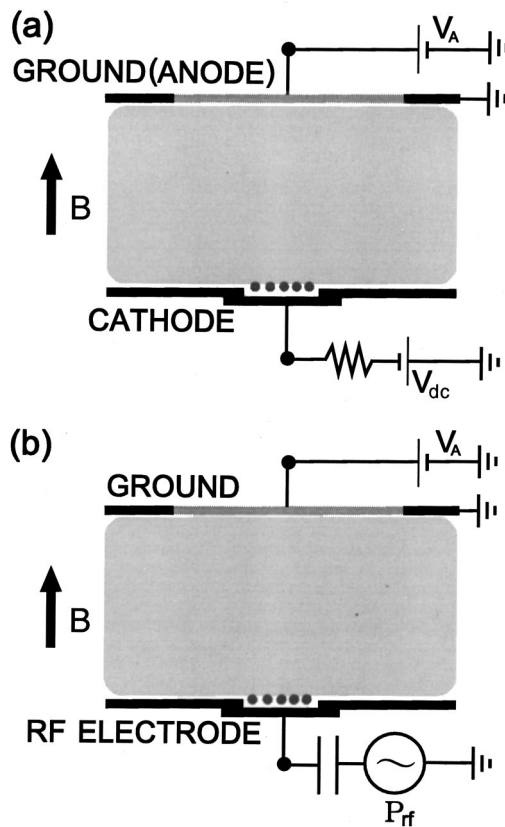 (a)
V_A
GROUND(ANODE)
B
CATHODE
V_dc
(b)
V_A
GROUND
B
RF ELECTRODE
P_rf